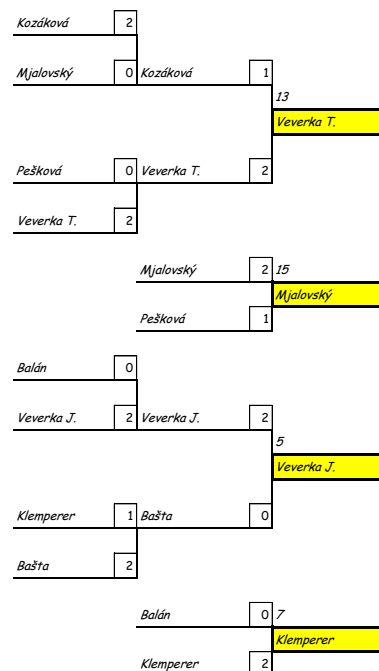 Kozáková 2
Mjalovský 0 Kozáková 1
13
Veverka T.
Pešková 0 Veverka T. 2
Veverka T. 2
Mjalovský 2 15
Mjalovský
Pešková 1
Balán 0
Veverka J. 2 Veverka J. 2
5
Veverka J.
Klemperer 1 Bašta 0
Bašta 2
Balán 0 7
Klemperer
Klemperer 2